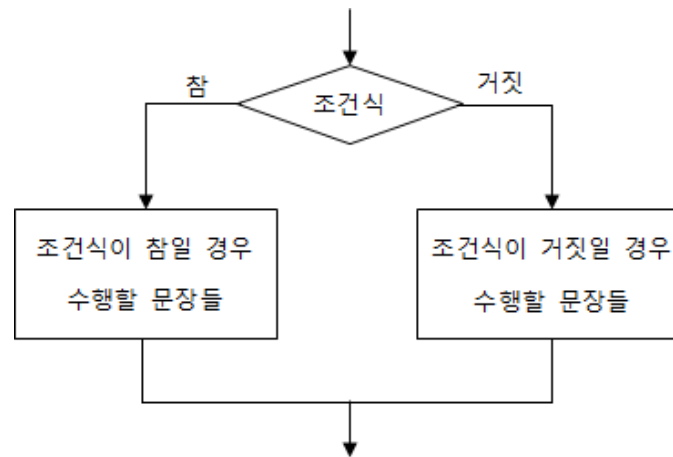 참
거짓
조건식
조건식이 참일 경우
수행할 문장들
조건식이 거짓일 경우
수행할 문장들